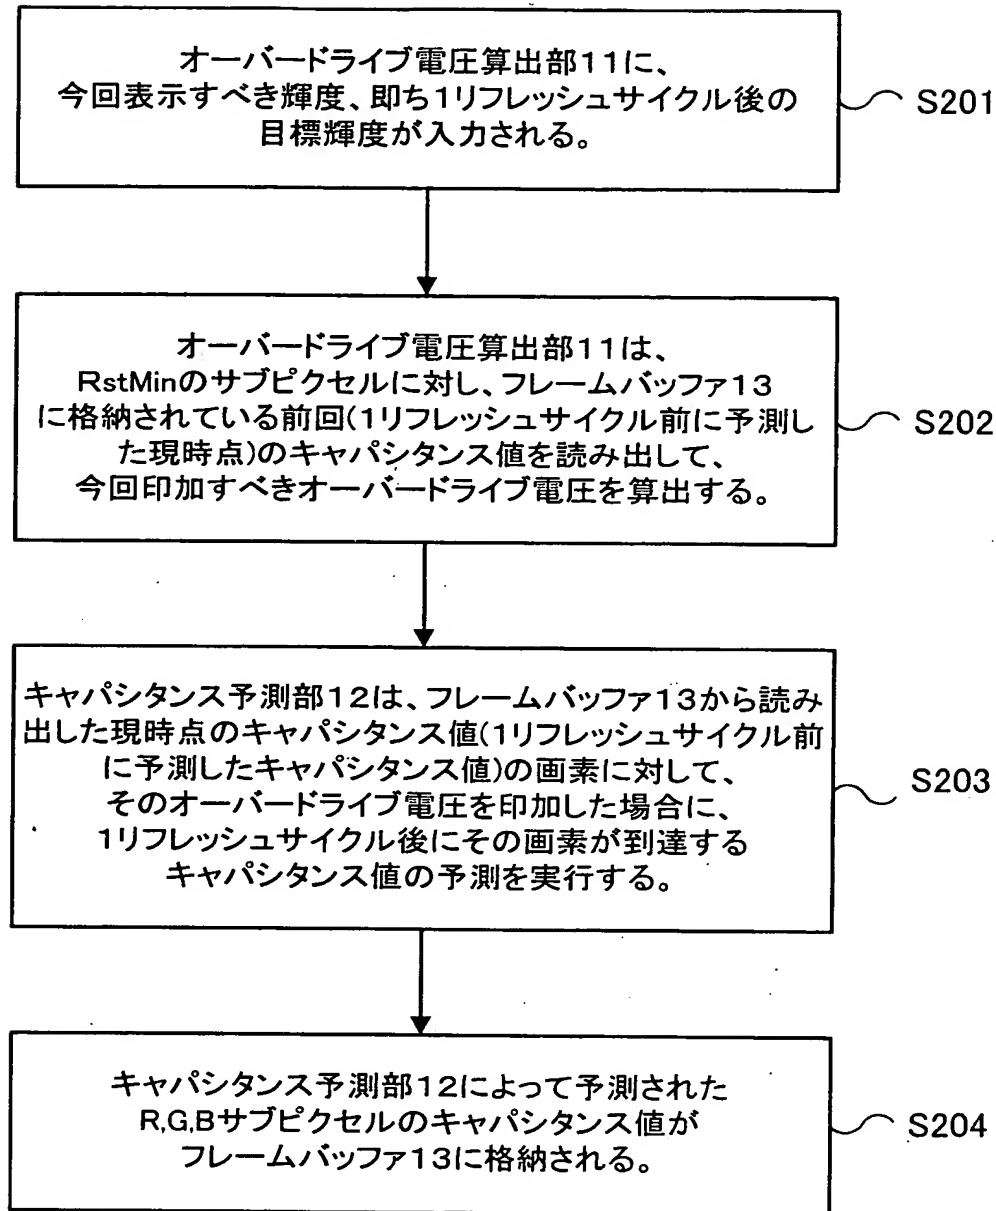 オーバードライブ電圧算出部11に、
今回表示すべき輝度、即ち1リフレッシュサイクル後の
目標輝度が入力される。
S201
オーバードライブ電圧算出部11は、
RstMinのサブピクセルに対し、フレームバッファ13
に格納されている前回(1リフレッシュサイクル前に予測し
た現時点)のキャパシタンス値を読み出して、
今回印加すべきオーバードライブ電圧を算出する。
S202
キャパシタンス予測部12は、フレームバッファ13から読み
出した現時点のキャパシタンス値(1リフレッシュサイクル前
に予測したキャパシタンス値)の画素に対して、
そのオーバードライブ電圧を印加した場合に、
1リフレッシュサイクル後にその画素が到達する
キャパシタンス値の予測を実行する。
S203
キャパシタンス予測部12によって予測された
R,G,Bサブピクセルのキャパシタンス値が
フレームバッファ13に格納される。
S204